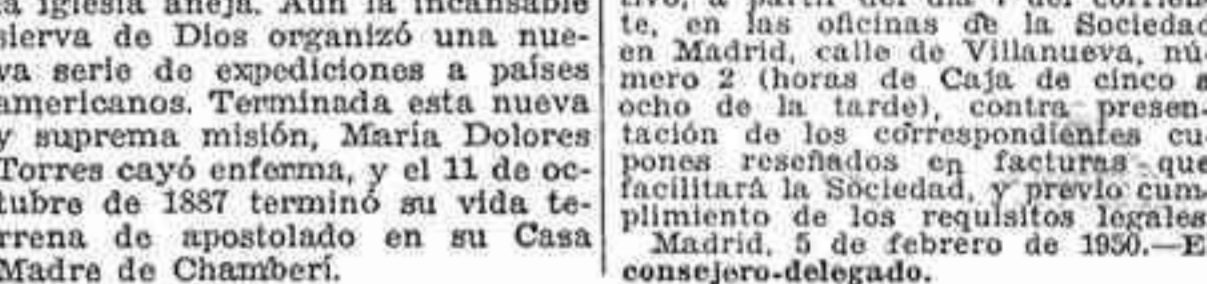 la iglesia aneja. Aún la incansable
sierva de Dios organizó una nue-
va serie de expediciones a países
americanos. Terminada esta nueva
y suprema misión, María Dolores
Torres cayó enferma, y el 11 de oc-
tubre de 1887 terminó su vida te-
rrena de apostolado en su Casa
Madre de Chamberí.
te, en las oficinas de la Sociedad
en Madrid, calle de Villanueva, nú-
mero 2 (horas de Caja de cinco a
ocho de la tarde), contra presen-
tación de los correspondientes cu-
pones reseñados en facturas que
facilitará la Sociedad, y previo cum-
plimiento de los requisitos legales
Madrid, 5 de febrero de 1950.—E
consejero-delegado.